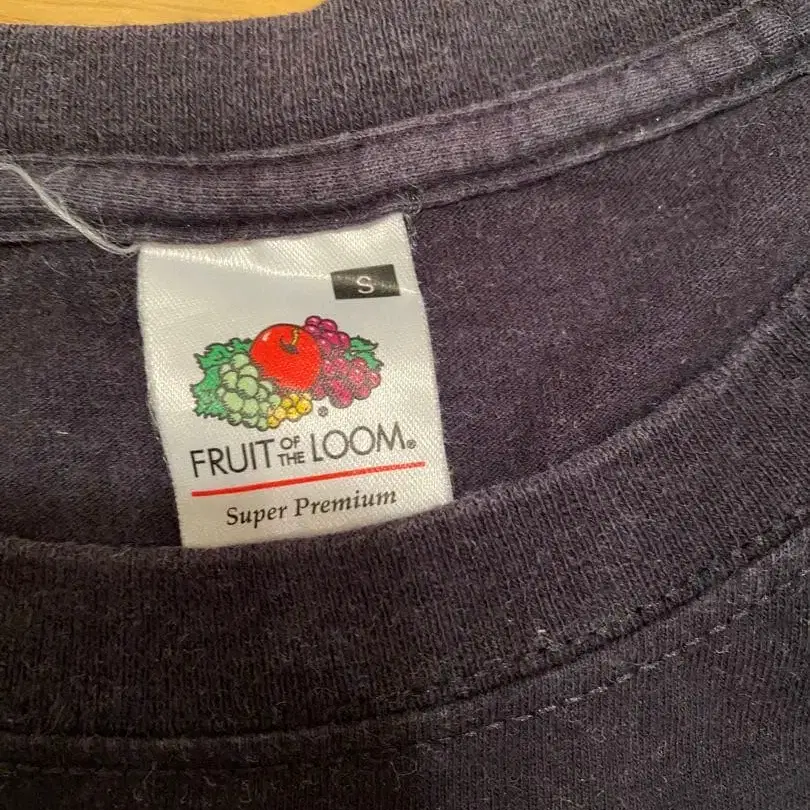 S
FRUIT OF THE LOOM®
Super Premium